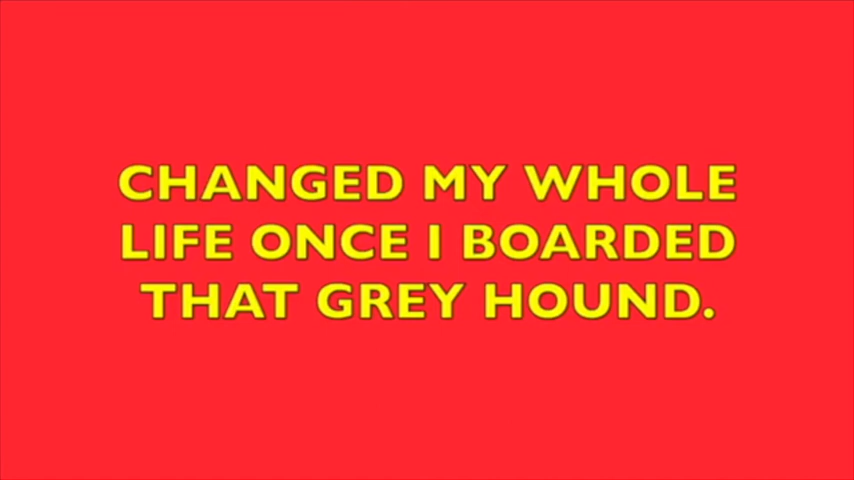 CHANGED MY WHOLE
LIFE ONCE I BOARDED
THAT GREY HOUND.